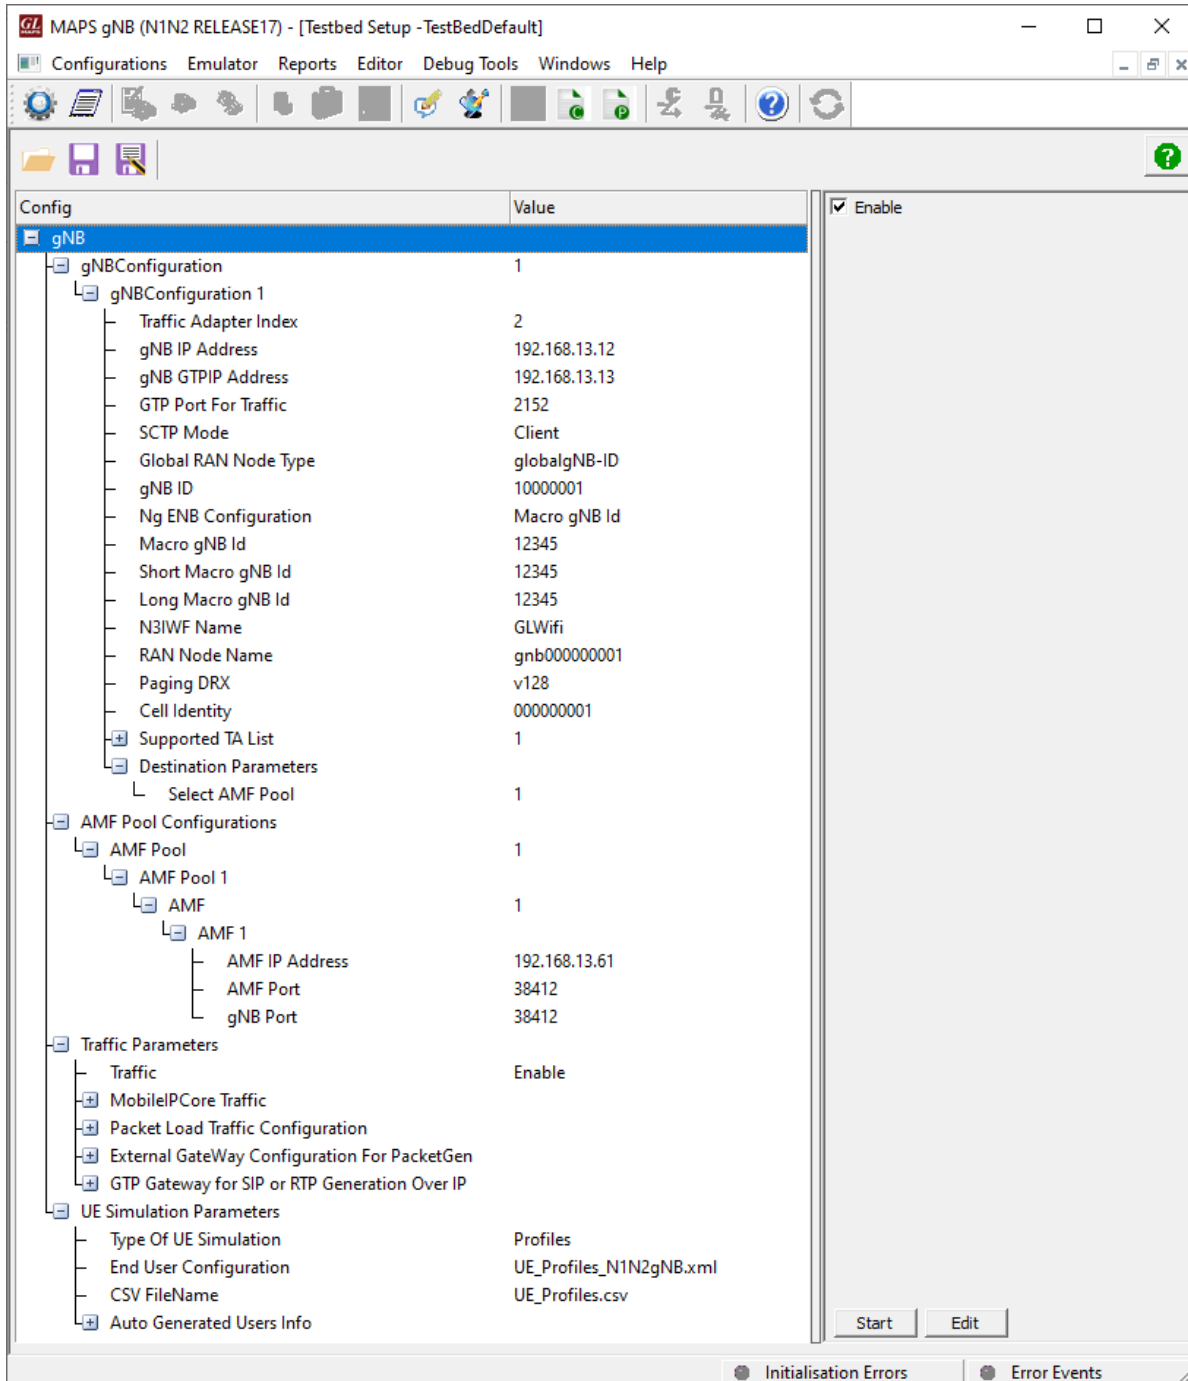 GL MAPS MAPS gNB (N1N2 RELEASE17) - [Testbed Setup -TestBedDefault]
Configurations Emulator Reports Editor Debug Tools Windows Help
C P ?
?
Config Value Enable
gNB
gNBConfiguration 1
gNBConfiguration 1
Traffic Adapter Index 2
gNB IP Address 192.168.13.12
gNB GTPIP Address 192.168.13.13
GTP Port For Traffic 2152
SCTP Mode Client
Global RAN Node Type globalgNB-ID
gNB ID 10000001
Ng ENB Configuration Macro gNB Id
Macro gNB Id 12345
Short Macro gNB Id 12345
Long Macro gNB Id 12345
N3IWF Name GLWifi
RAN Node Name gnb000000001
Paging DRX v128
Cell Identity 000000001
Supported TA List 1
Destination Parameters
Select AMF Pool 1
AMF Pool Configurations
AMF Pool 1
AMF Pool 1
AMF 1
AMF 1
AMF IP Address 192.168.13.61
AMF Port 38412
gNB Port 38412
Traffic Parameters
Traffic Enable
MobileIPCore Traffic
Packet Load Traffic Configuration
External GateWay Configuration For PacketGen
GTP Gateway for SIP or RTP Generation Over IP
UE Simulation Parameters
Type Of UE Simulation Profiles
End User Configuration UE_Profiles_N1N2gNB.xml
CSV FileName UE_Profiles.csv
Auto Generated Users Info
Start Edit
Initialisation Errors Error Events